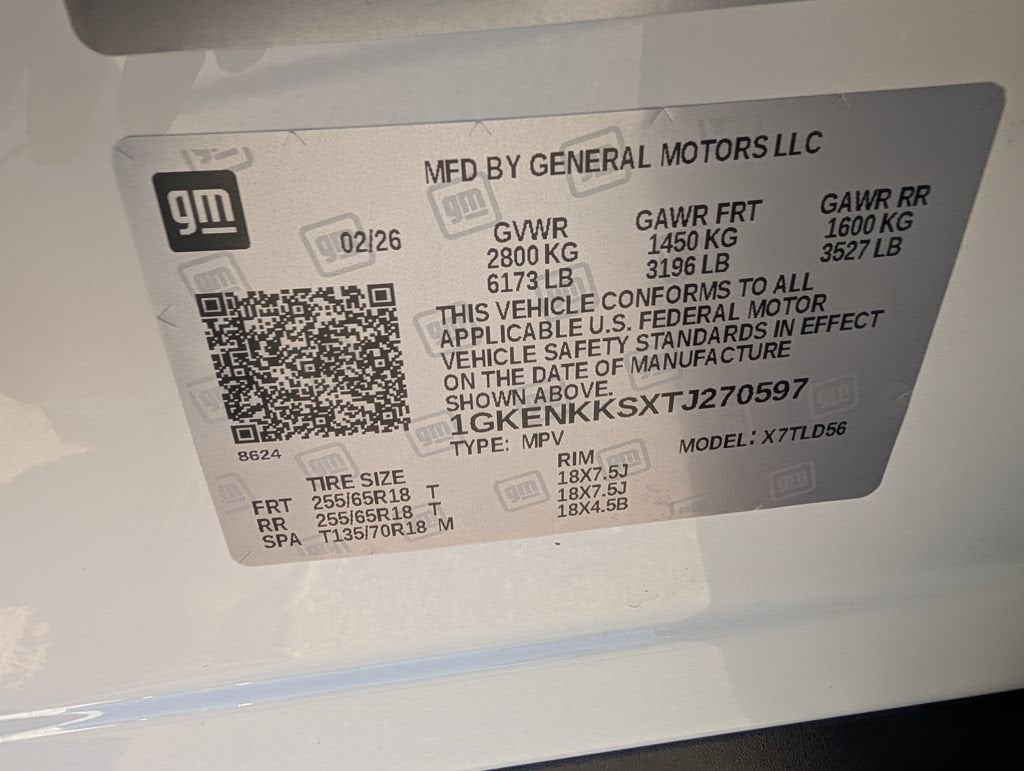 gm
MFD BY GENERAL MOTORS LLC
02/26
GVWR GAWR FRT GAWR RR
2800 KG 1450 KG 1600 KG
6173 LB 3196 LB 3527 LB
THIS VEHICLE CONFORMS TO ALL
APPLICABLE U.S. FEDERAL MOTOR
VEHICLE SAFETY STANDARDS IN EFFECT
ON THE DATE OF MANUFACTURE
SHOWN ABOVE.
1GKENKKSXTJ270597
TYPE: MPV MODEL: X7TLD56
8624
TIRE SIZE RIM
FRT 255/65R18 T 18X7.5J
RR 255/65R18 T 18X7.5J
SPA T135/70R18 M 18X4.5B